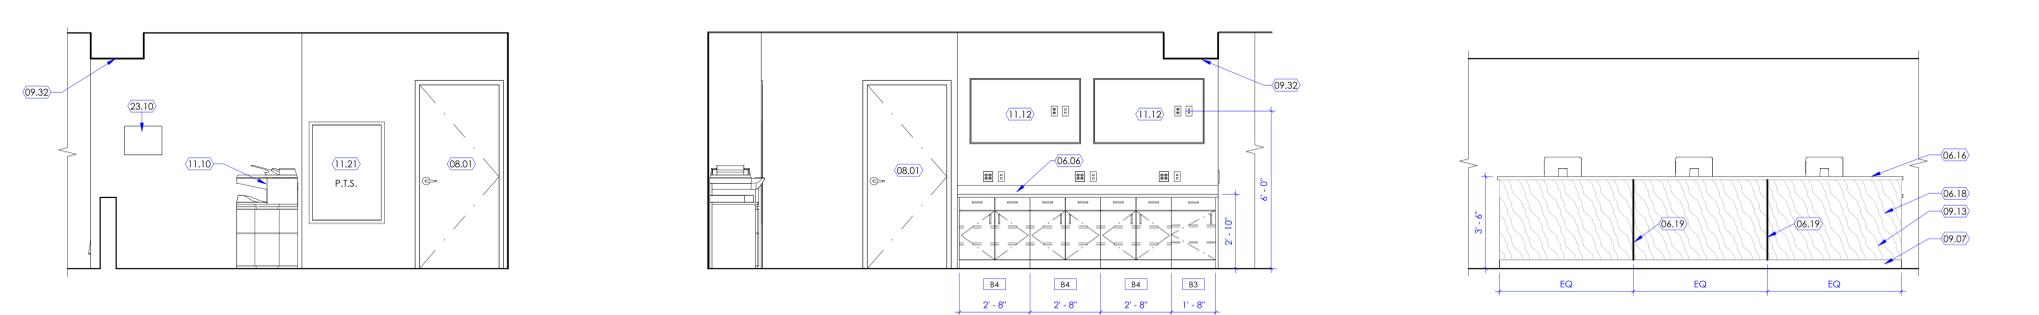 09.32
23.10
11.10
11.21
P.T.S.
08.01
08.01
11.12
11.12
09.32
06.06
6' - 0"
2' - 10"
B4
B4
B4
B3
2' - 8"
2' - 8"
2' - 8"
1' - 8"
06.16
06.18
09.13
09.07
06.19
06.19
3' - 6"
EQ
EQ
EQ